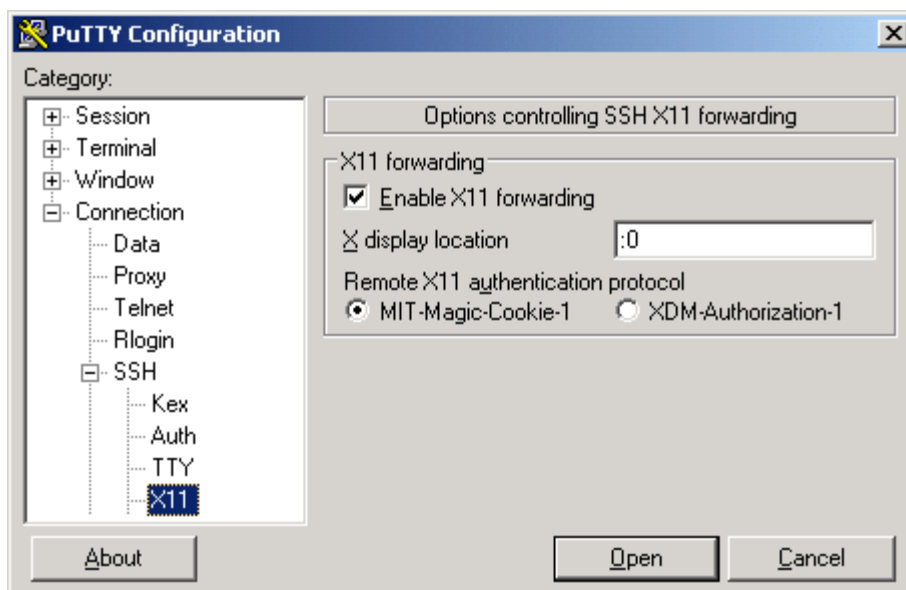 PuTTY Configuration
Category:
Session
Terminal
Window
Connection
Data
Proxy
Telnet
Rlogin
SSH
Kex
Auth
TTY
X11
Options controlling SSH X11 forwarding
X11 forwarding
Enable X11 forwarding
X display location :0
Remote X11 authentication protocol
MIT-Magic-Cookie-1 XDM-Authorization-1
About Open Cancel